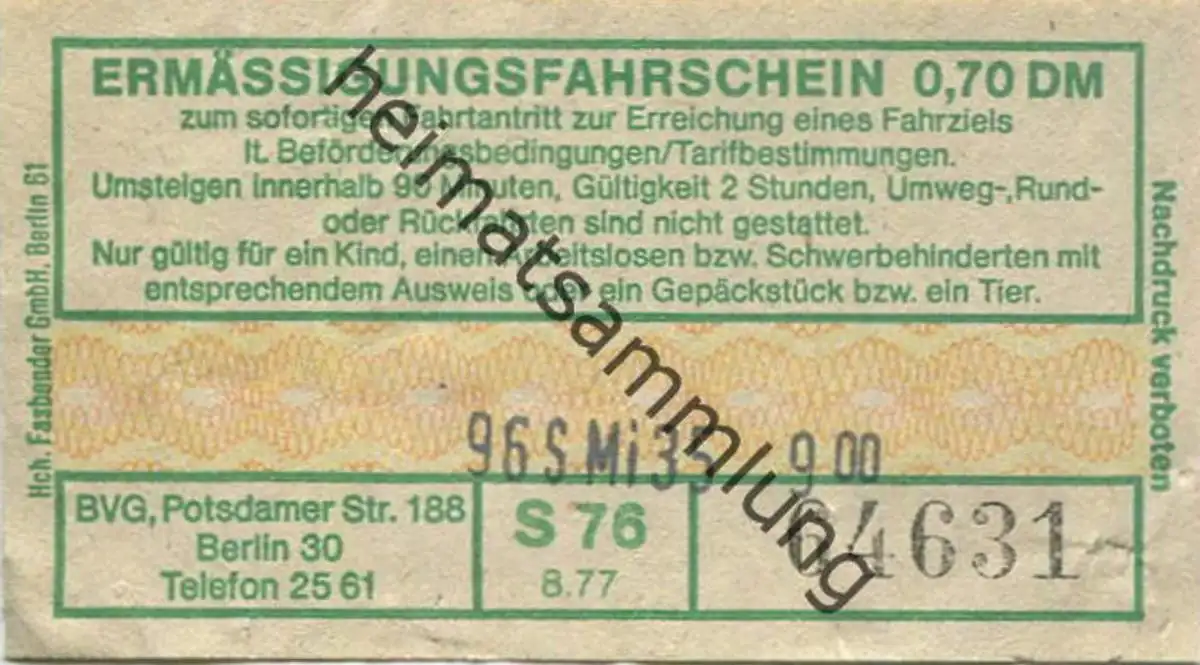 ERMÄSSIGUNGSFAHRSCHEIN 0,70 DM
zum sofortigen Fahrtantritt zur Erreichung eines Fahrziels
lt. Beförderungsbedingungen/Tarifbestimmungen.
Umsteigen innerhalb 90 Minuten, Gültigkeit 2 Stunden, Umweg-,Rund-
oder Rückfahrten sind nicht gestattet.
Nur gültig für ein Kind, einen Arbeitslosen bzw. Schwerbehinderten mit
entsprechendem Ausweis oder ein Gepäckstück bzw. ein Tier.
Hch. Fasbender GmbH, Berlin 61
Nachdruck verboten
heimatsammlung
96S Mi 35 900
BVG, Potsdamer Str. 188
Berlin 30
Telefon 25 61
S 76
8.77
64631